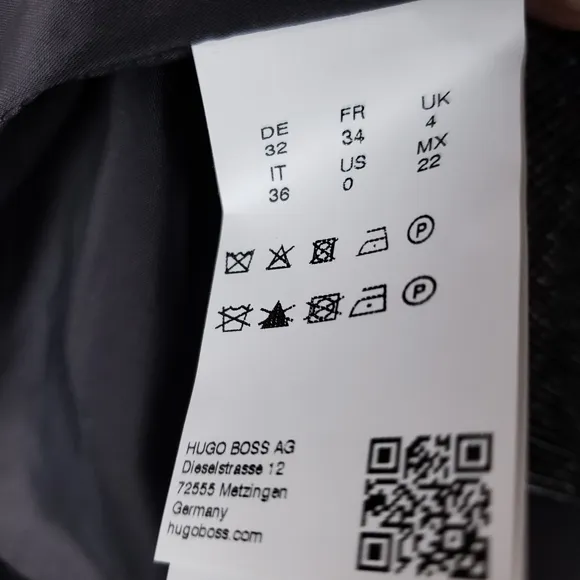 DE FR UK
32 34 4
IT US MX
36 0 22
P
P
HUGO BOSS AG
Dieselstrasse 12
72555 Metzingen
Germany
hugoboss.com